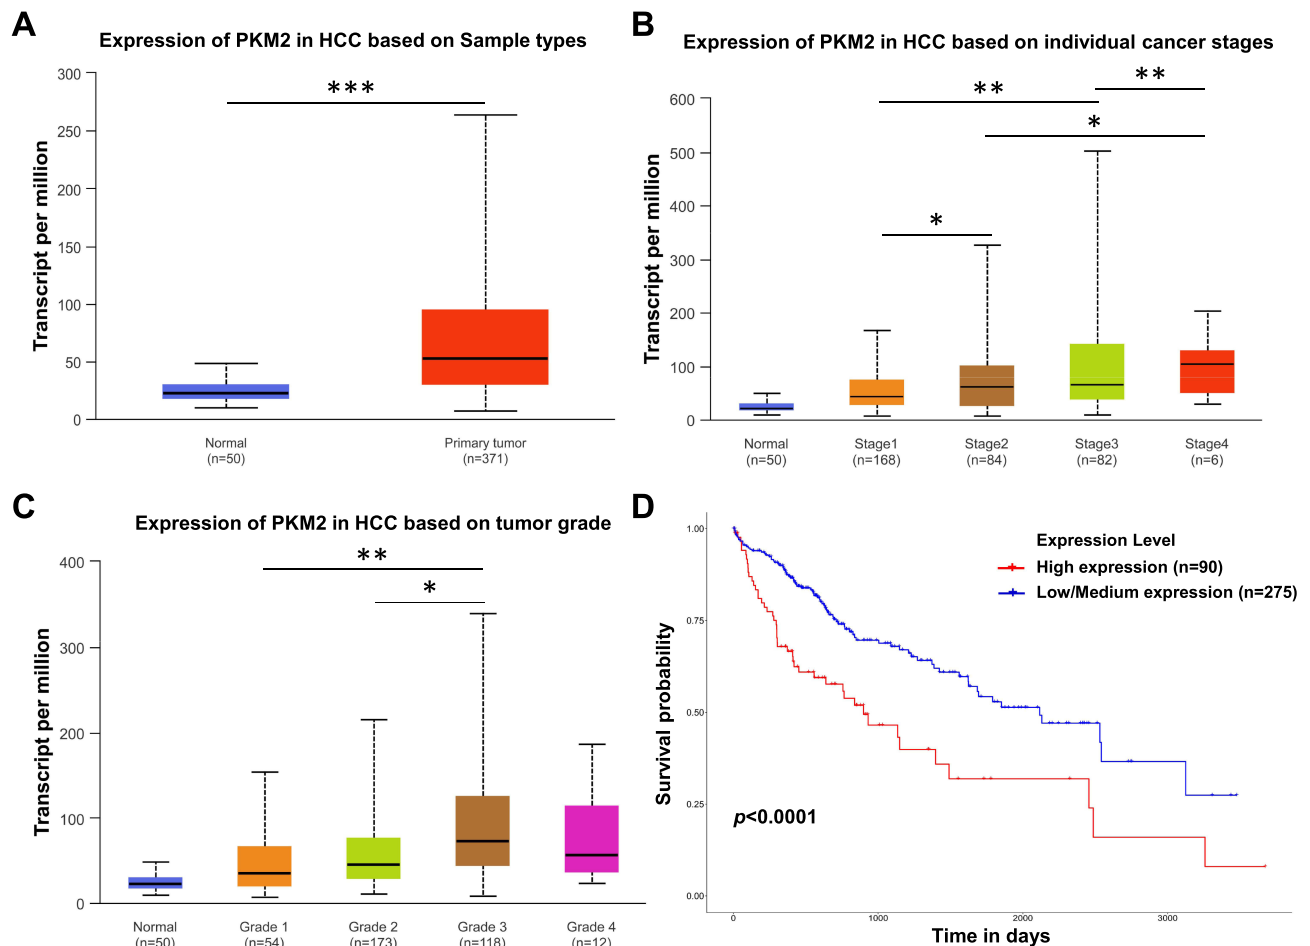 A
Expression of PKM2 in HCC based on Sample types
***
300
250
200
150
100
50
0
Transcript per million
Normal
(n=50)
Primary tumor
(n=371)
B
Expression of PKM2 in HCC based on individual cancer stages
**
**
*
*
600
500
400
300
200
100
0
Transcript per million
Normal
(n=50)
Stage1
(n=168)
Stage2
(n=84)
Stage3
(n=82)
Stage4
(n=6)
C
Expression of PKM2 in HCC based on tumor grade
**
*
400
300
200
100
0
Transcript per million
Normal
(n=50)
Grade 1
(n=54)
Grade 2
(n=173)
Grade 3
(n=118)
Grade 4
(n=12)
D
Expression Level
High expression (n=90)
Low/Medium expression (n=275)
1.00
0.75
0.50
0.25
0.00
Survival probability
p<0.0001
0
1000
2000
3000
Time in days